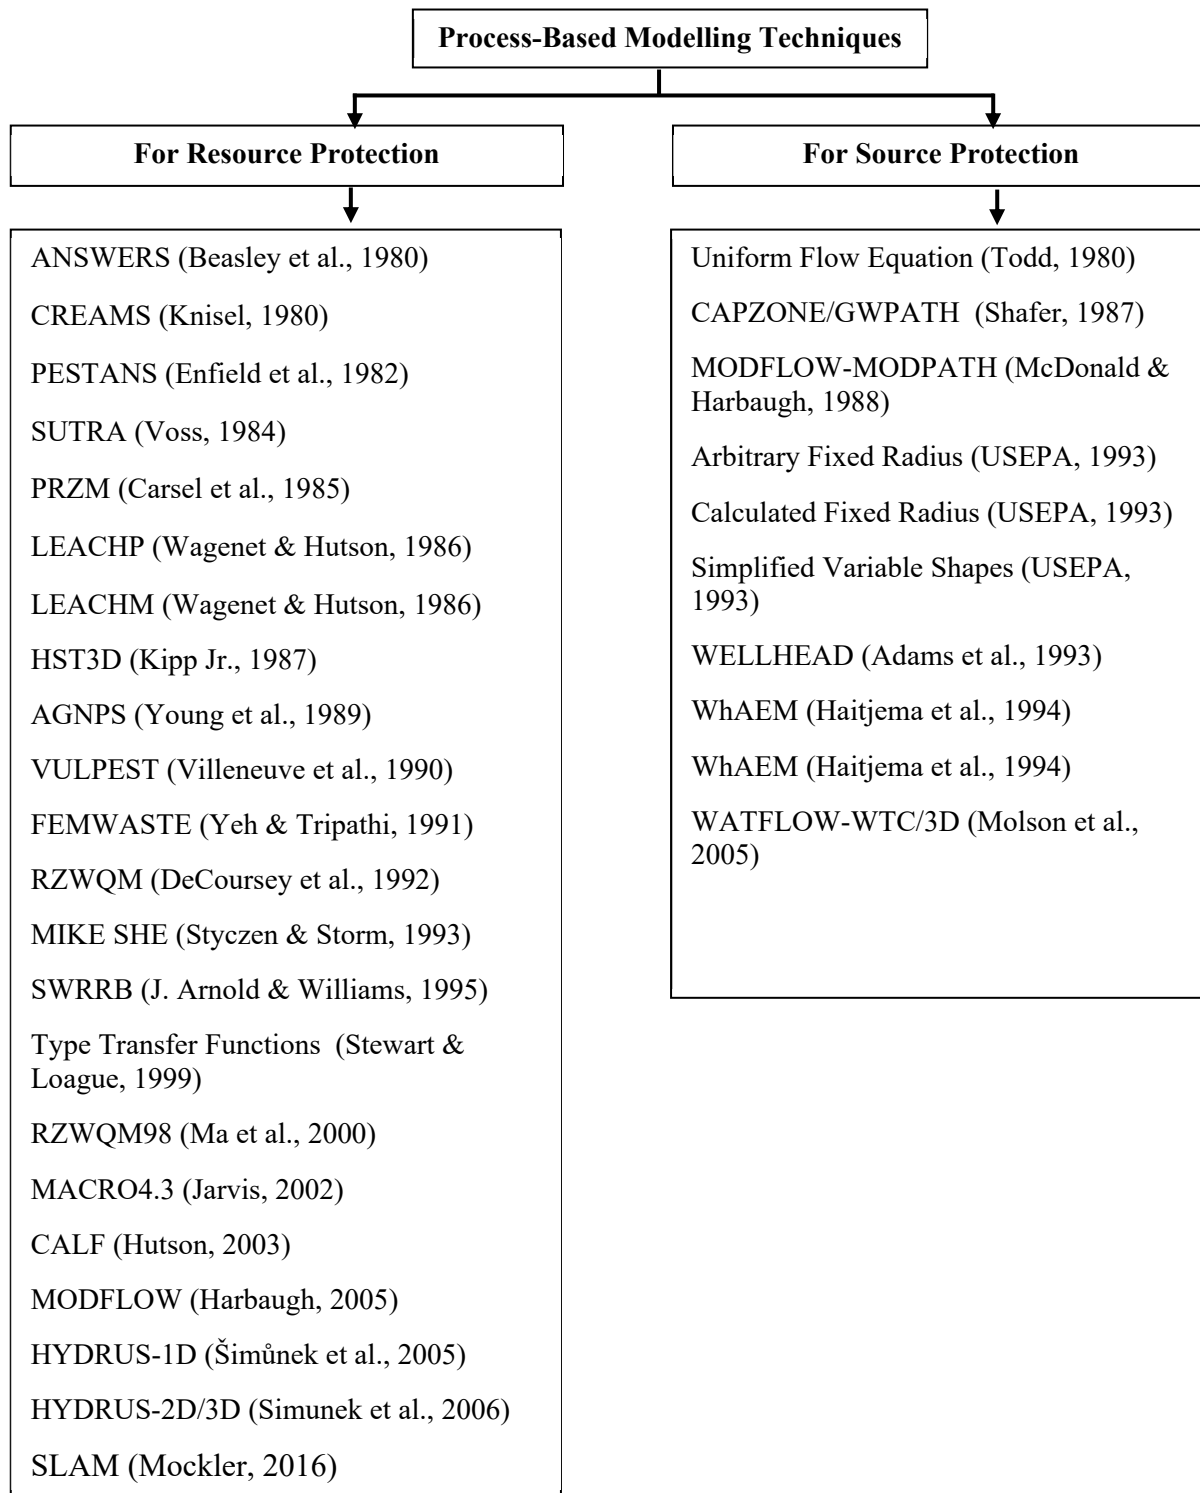 Process-Based Modelling Techniques
For Resource Protection
ANSWERS (Beasley et al., 1980)
CREAMS (Knisel, 1980)
PESTANS (Enfield et al., 1982)
SUTRA (Voss, 1984)
PRZM (Carsel et al., 1985)
LEACHP (Wagenet & Hutson, 1986)
LEACHM (Wagenet & Hutson, 1986)
HST3D (Kipp Jr., 1987)
AGNPS (Young et al., 1989)
VULPEST (Villeneuve et al., 1990)
FEMWASTE (Yeh & Tripathi, 1991)
RZWQM (DeCoursey et al., 1992)
MIKE SHE (Styczen & Storm, 1993)
SWRRB (J. Arnold & Williams, 1995)
Type Transfer Functions  (Stewart &
Loague, 1999)
RZWQM98 (Ma et al., 2000)
MACRO4.3 (Jarvis, 2002)
CALF (Hutson, 2003)
MODFLOW (Harbaugh, 2005)
HYDRUS-1D (Šimůnek et al., 2005)
HYDRUS-2D/3D (Simunek et al., 2006)
SLAM (Mockler, 2016)
For Source Protection
Uniform Flow Equation (Todd, 1980)
CAPZONE/GWPATH  (Shafer, 1987)
MODFLOW-MODPATH (McDonald &
Harbaugh, 1988)
Arbitrary Fixed Radius (USEPA, 1993)
Calculated Fixed Radius (USEPA, 1993)
Simplified Variable Shapes (USEPA,
1993)
WELLHEAD (Adams et al., 1993)
WhAEM (Haitjema et al., 1994)
WhAEM (Haitjema et al., 1994)
WATFLOW-WTC/3D (Molson et al.,
2005)